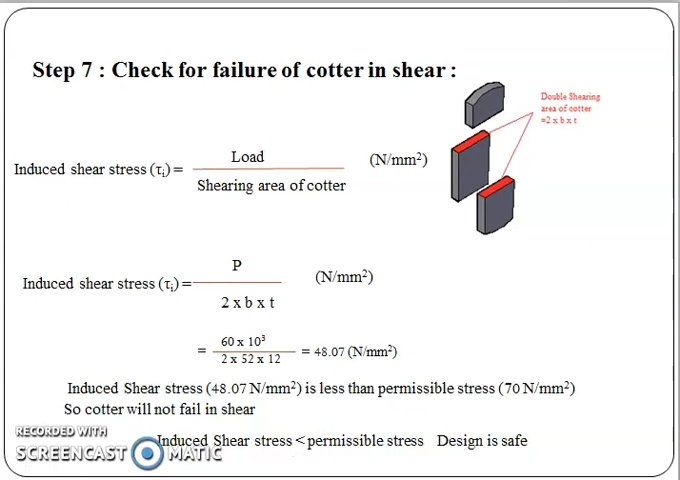 Step 7 : Check for failure of cotter in shear :
Double Shearing
area of cotter
=2 x b x t
Induced shear stress (τᵢ) = Load (N/mm²)
Shearing area of cotter
Induced shear stress (τᵢ) = P (N/mm²)
2 x b x t
= 60 x 10³ = 48.07 (N/mm²)
2 x 52 x 12
Induced Shear stress (48.07 N/mm²) is less than permissible stress (70 N/mm²)
So cotter will not fail in shear
RECORDED WITH
SCREENCAST MATIC
Induced Shear stress < permissible stress Design is safe